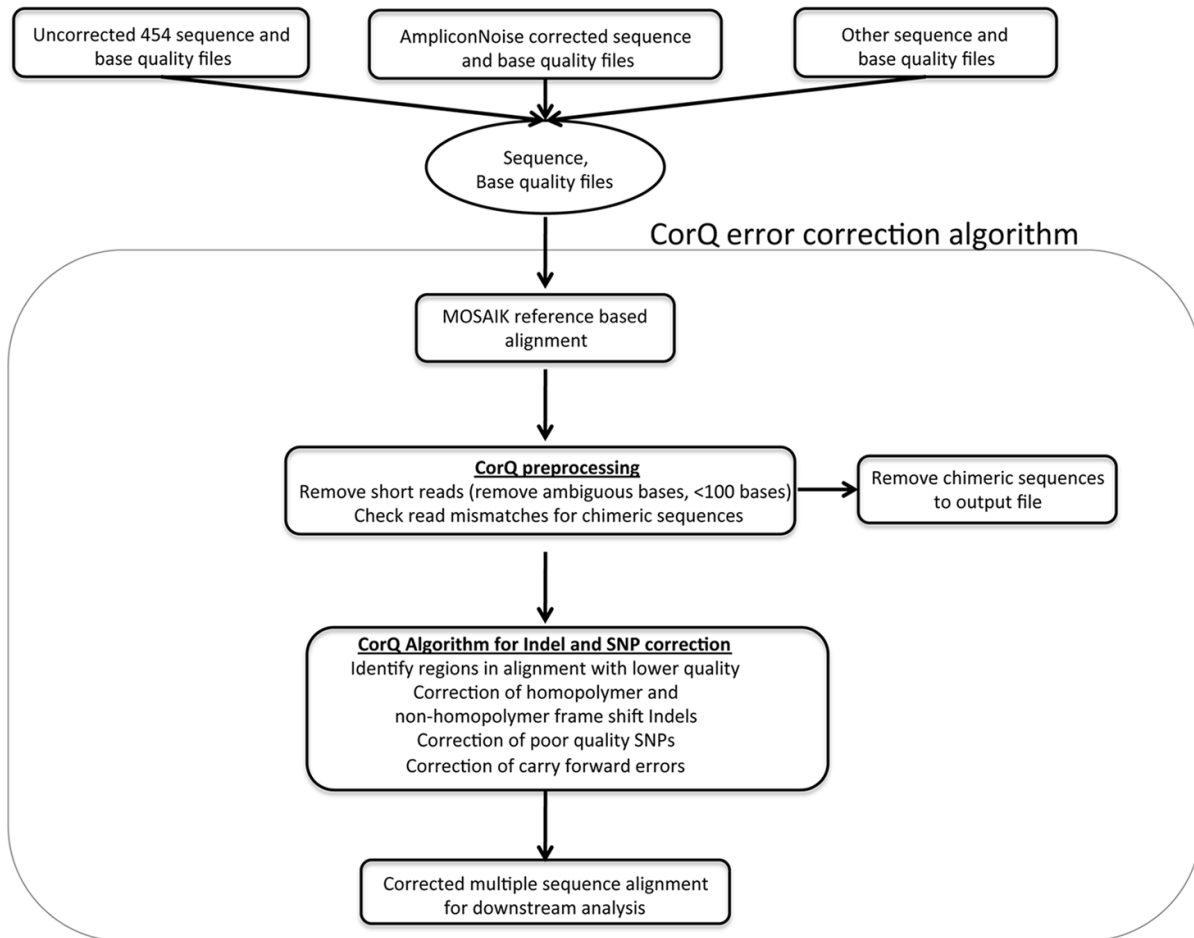 Uncorrected 454 sequence and
base quality files
AmpliconNoise corrected sequence
and base quality files
Other sequence and
base quality files
Sequence,
Base quality files
CorQ error correction algorithm
MOSAIK reference based
alignment
CorQ preprocessing
Remove short reads (remove ambiguous bases, <100 bases)
Check read mismatches for chimeric sequences
Remove chimeric sequences
to output file
CorQ Algorithm for Indel and SNP correction
Identify regions in alignment with lower quality
Correction of homopolymer and
non-homopolymer frame shift Indels
Correction of poor quality SNPs
Correction of carry forward errors
Corrected multiple sequence alignment
for downstream analysis